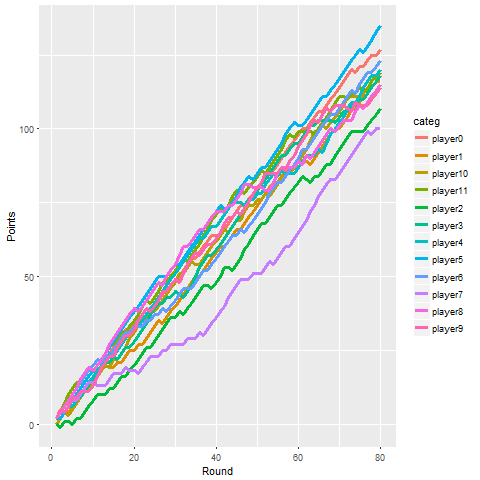 categ
player0
player1
player10
player11
player2
player3
player4
player5
player6
player7
player8
player9
Points
100
50
0
0
20
40
60
80
Round